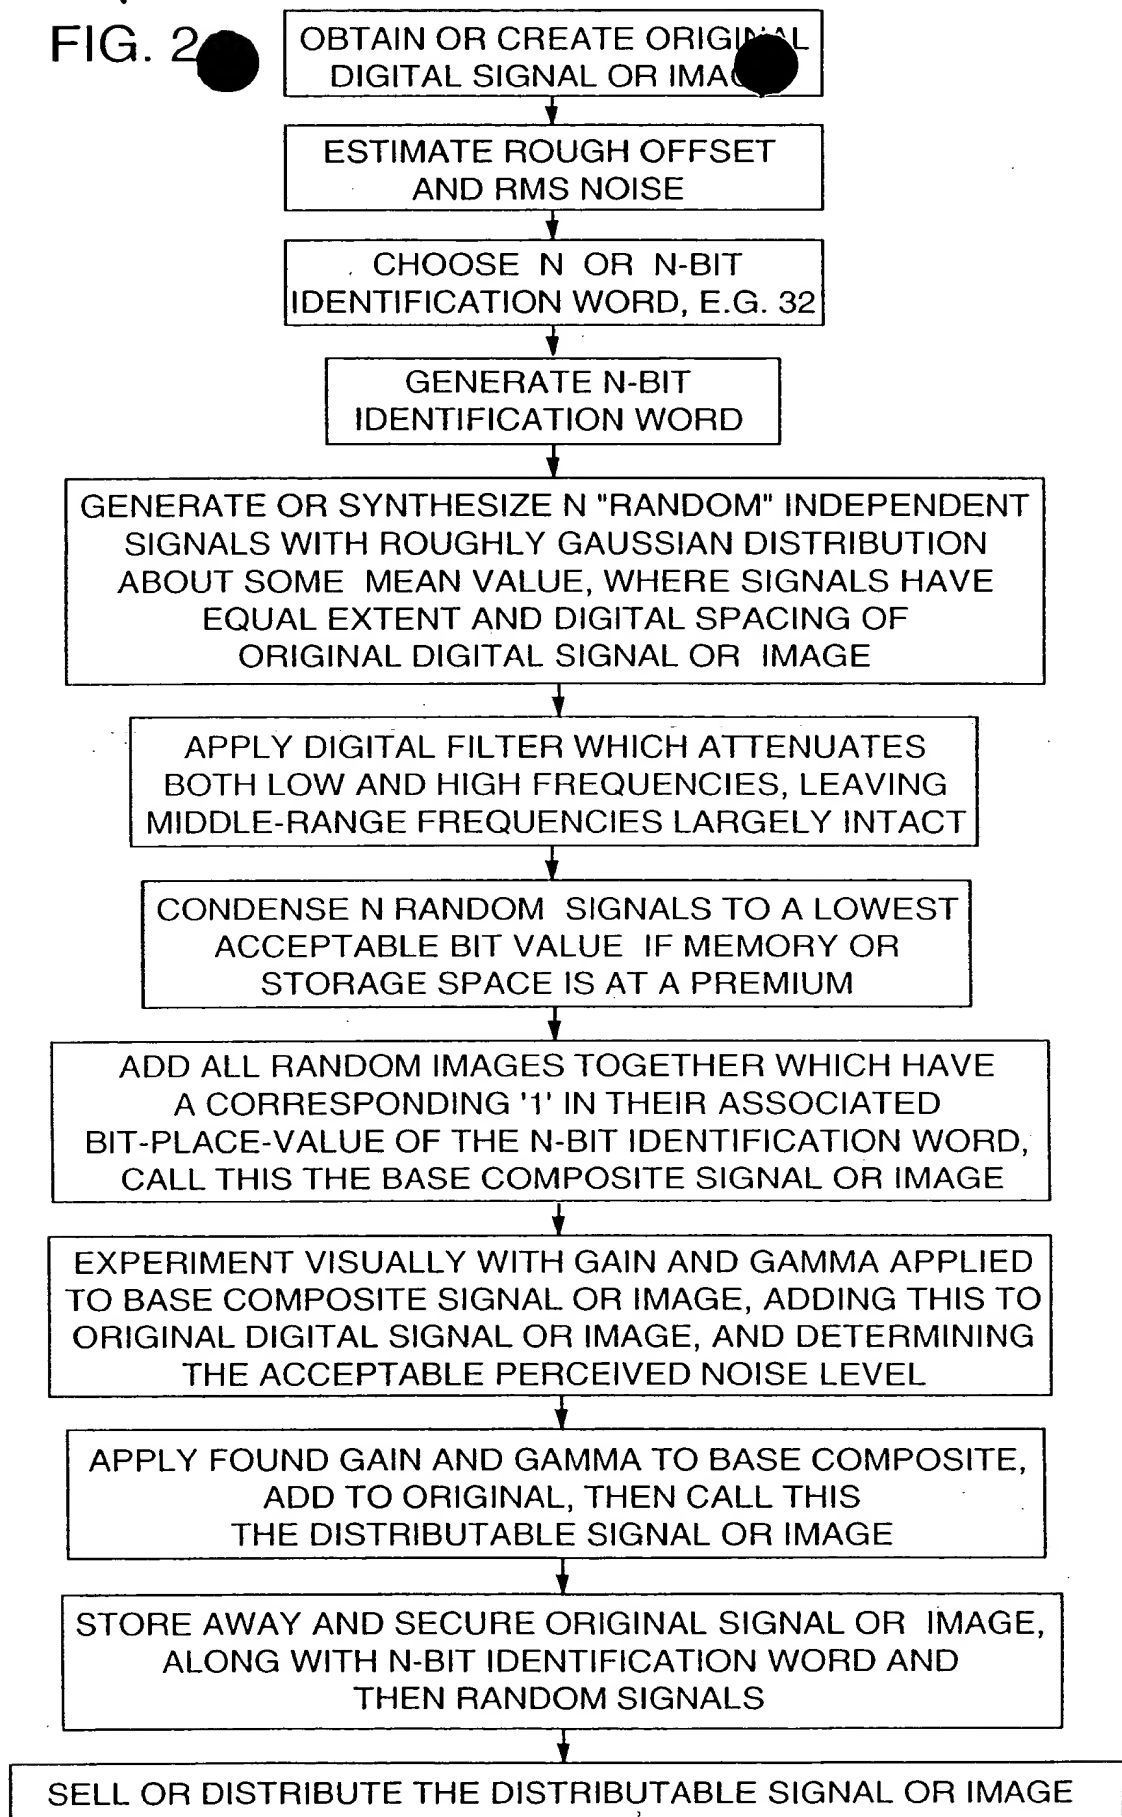 FIG. 2
OBTAIN OR CREATE ORIGINAL
DIGITAL SIGNAL OR IMAGE
ESTIMATE ROUGH OFFSET
AND RMS NOISE
CHOOSE N OR N-BIT
IDENTIFICATION WORD, E.G. 32
GENERATE N-BIT
IDENTIFICATION WORD
GENERATE OR SYNTHESIZE N "RANDOM" INDEPENDENT
SIGNALS WITH ROUGHLY GAUSSIAN DISTRIBUTION
ABOUT SOME MEAN VALUE, WHERE SIGNALS HAVE
EQUAL EXTENT AND DIGITAL SPACING OF
ORIGINAL DIGITAL SIGNAL OR IMAGE
APPLY DIGITAL FILTER WHICH ATTENUATES
BOTH LOW AND HIGH FREQUENCIES, LEAVING
MIDDLE-RANGE FREQUENCIES LARGELY INTACT
CONDENSE N RANDOM SIGNALS TO A LOWEST
ACCEPTABLE BIT VALUE IF MEMORY OR
STORAGE SPACE IS AT A PREMIUM
ADD ALL RANDOM IMAGES TOGETHER WHICH HAVE
A CORRESPONDING '1' IN THEIR ASSOCIATED
BIT-PLACE-VALUE OF THE N-BIT IDENTIFICATION WORD,
CALL THIS THE BASE COMPOSITE SIGNAL OR IMAGE
EXPERIMENT VISUALLY WITH GAIN AND GAMMA APPLIED
TO BASE COMPOSITE SIGNAL OR IMAGE, ADDING THIS TO
ORIGINAL DIGITAL SIGNAL OR IMAGE, AND DETERMINING
THE ACCEPTABLE PERCEIVED NOISE LEVEL
APPLY FOUND GAIN AND GAMMA TO BASE COMPOSITE,
ADD TO ORIGINAL, THEN CALL THIS
THE DISTRIBUTABLE SIGNAL OR IMAGE
STORE AWAY AND SECURE ORIGINAL SIGNAL OR IMAGE,
ALONG WITH N-BIT IDENTIFICATION WORD AND
THEN RANDOM SIGNALS
SELL OR DISTRIBUTE THE DISTRIBUTABLE SIGNAL OR IMAGE